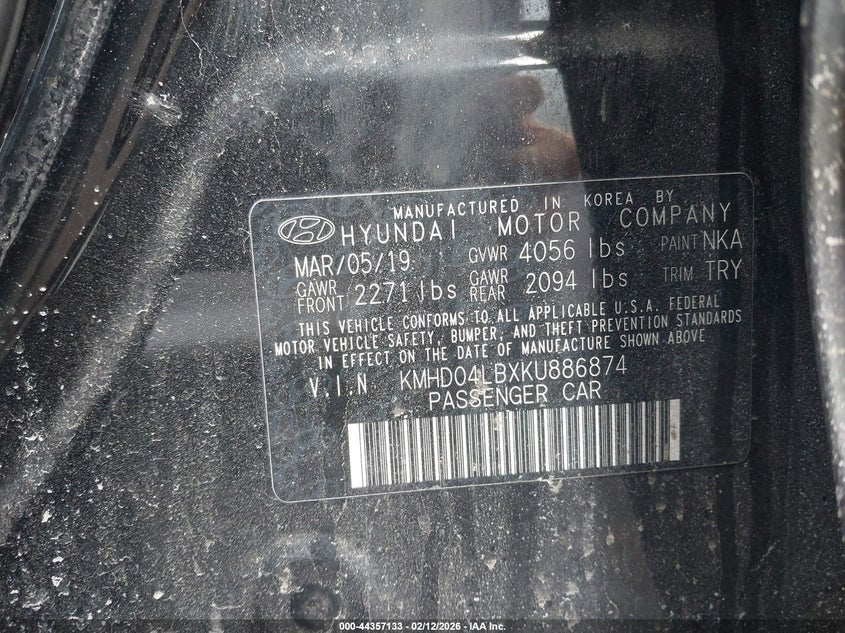 MANUFACTURED IN KOREA BY
HYUNDAI MOTOR COMPANY
MAR/05/19 GVWR 4056 lbs PAINT NKA
GAWR FRONT 2271 lbs GAWR REAR 2094 lbs TRIM TRY
THIS VEHICLE CONFORMS TO ALL APPLICABLE U.S.A. FEDERAL
MOTOR VEHICLE SAFETY, BUMPER, AND THEFT PREVENTION STANDARDS
IN EFFECT ON THE DATE OF MANUFACTURE SHOWN ABOVE
V.I.N KMHD04LBXKU886874
PASSENGER CAR
000-44357133 - 02/12/2026 - IAA Inc.